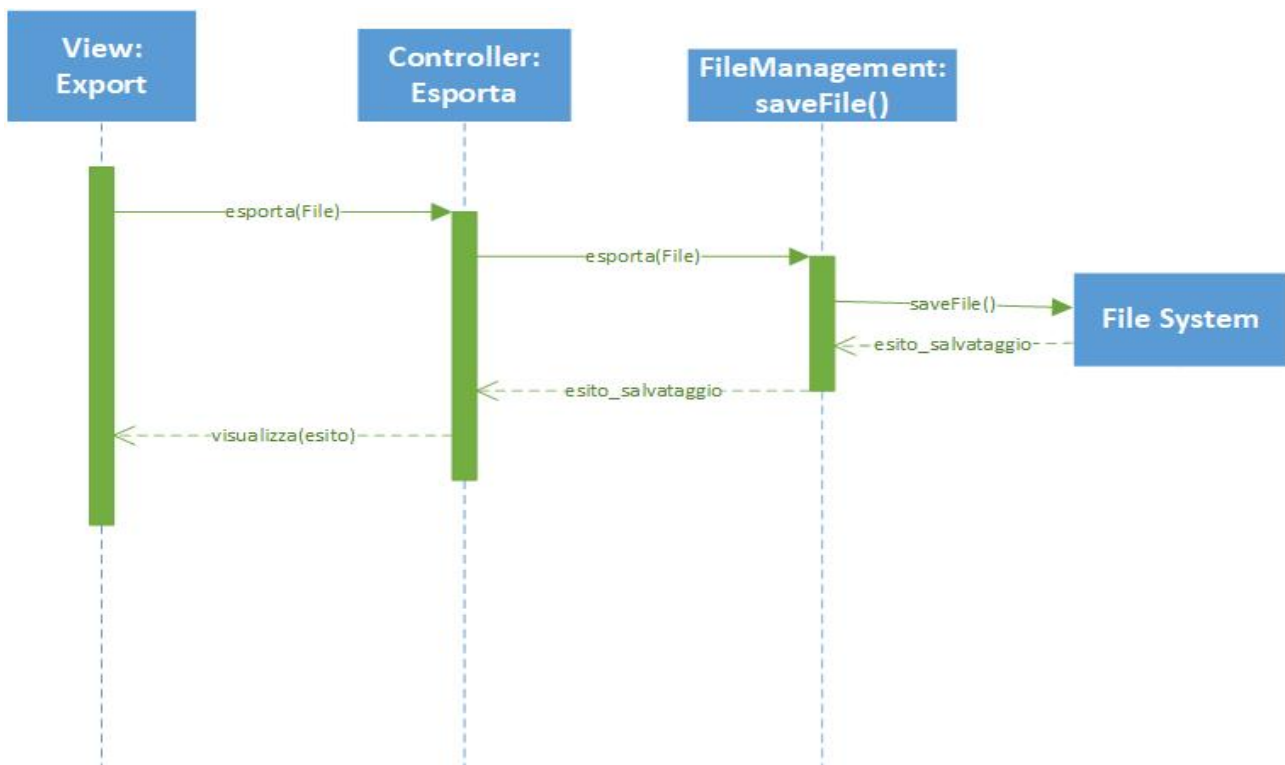 View:
Export
Controller:
Esporta
FileManagement:
saveFile()
esporta(File)
esporta(File)
saveFile()
File System
esito_salvataggio
esito_salvataggio
visualizza(esito)